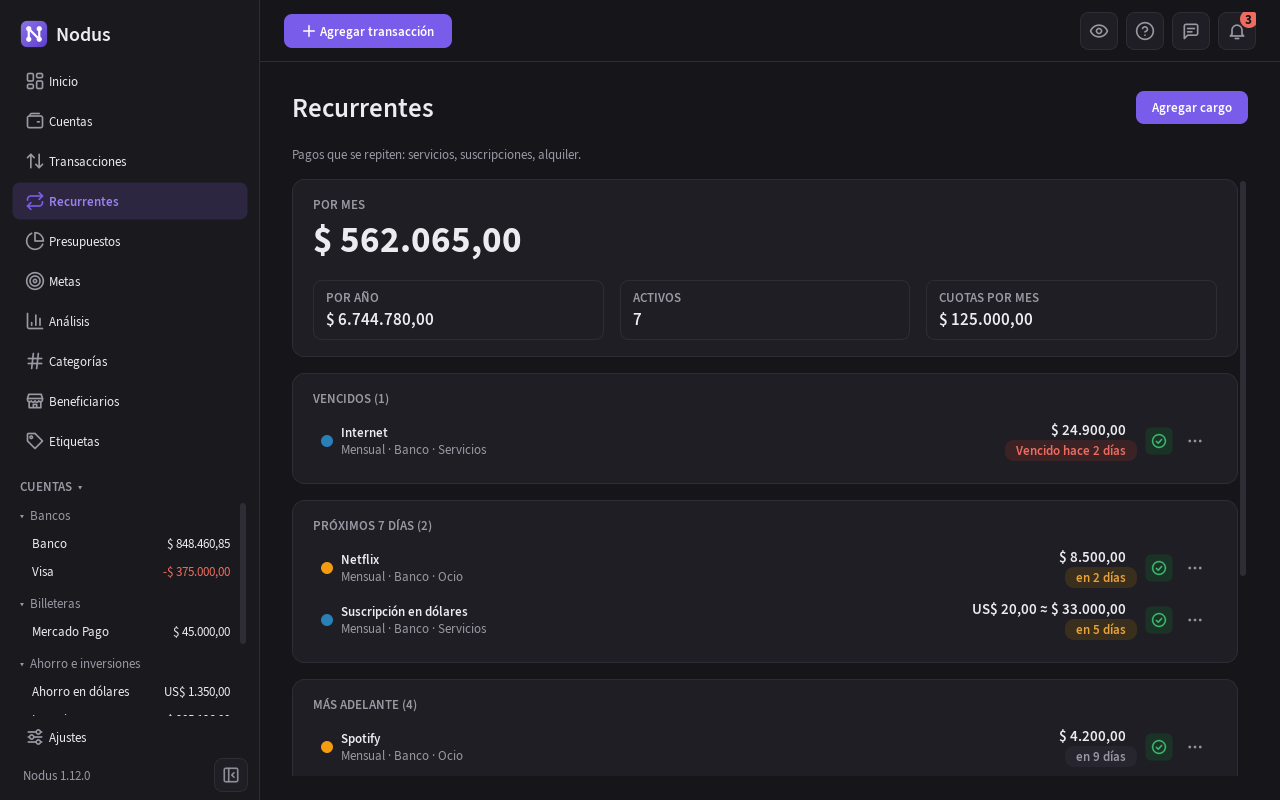 Nodus
Inicio
Cuentas
Transacciones
Recurrentes
Presupuestos
Metas
Análisis
Categorías
Beneficiarios
Etiquetas
CUENTAS
Bancos
Banco $ 848.460,85
Visa -$ 375.000,00
Billeteras
Mercado Pago $ 45.000,00
Ahorro e inversiones
Ahorro en dólares US$ 1.350,00
Ajustes
Nodus 1.12.0
Agregar transacción
3
Recurrentes
Agregar cargo
Pagos que se repiten: servicios, suscripciones, alquiler.
POR MES
$ 562.065,00
POR AÑO
$ 6.744.780,00
ACTIVOS
7
CUOTAS POR MES
$ 125.000,00
VENCIDOS (1)
Internet
Mensual · Banco · Servicios
$ 24.900,00
Vencido hace 2 días
PRÓXIMOS 7 DÍAS (2)
Netflix
Mensual · Banco · Ocio
$ 8.500,00
en 2 días
Suscripción en dólares
Mensual · Banco · Servicios
US$ 20,00 ≈ $ 33.000,00
en 5 días
MÁS ADELANTE (4)
Spotify
Mensual · Banco · Ocio
$ 4.200,00
en 9 días